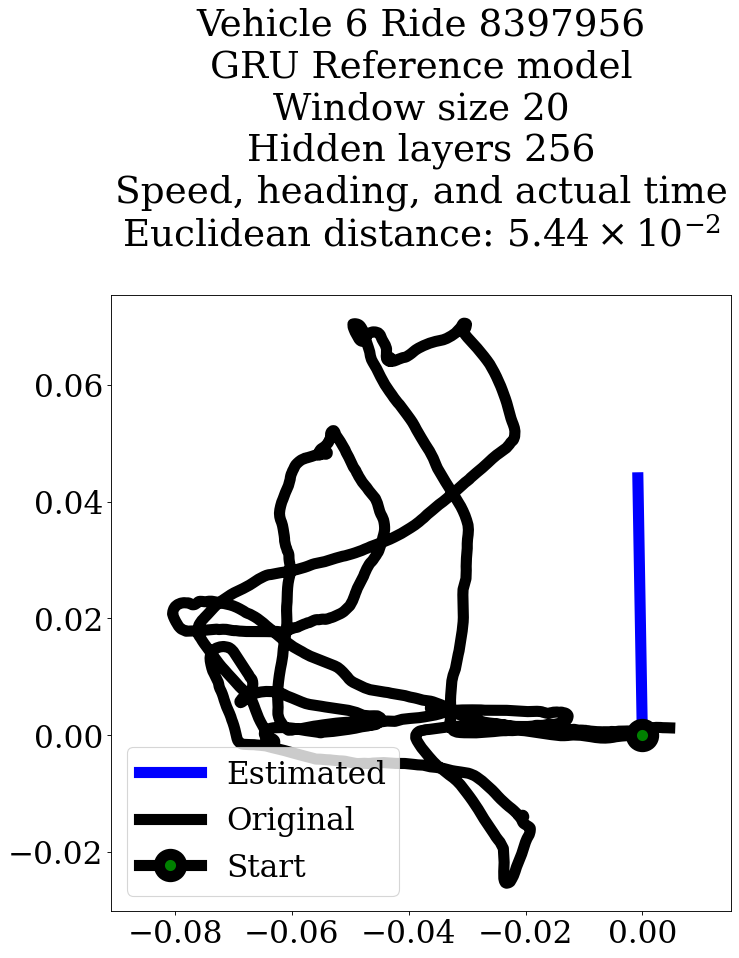 Vehicle 6 Ride 8397956
GRU Reference model
Window size 20
Hidden layers 256
Speed, heading, and actual time
Euclidean distance: 5.44 × 10⁻²
0.06
0.04
0.02
0.00
−0.02
Estimated
Original
Start
−0.08 −0.06 −0.04 −0.02 0.00